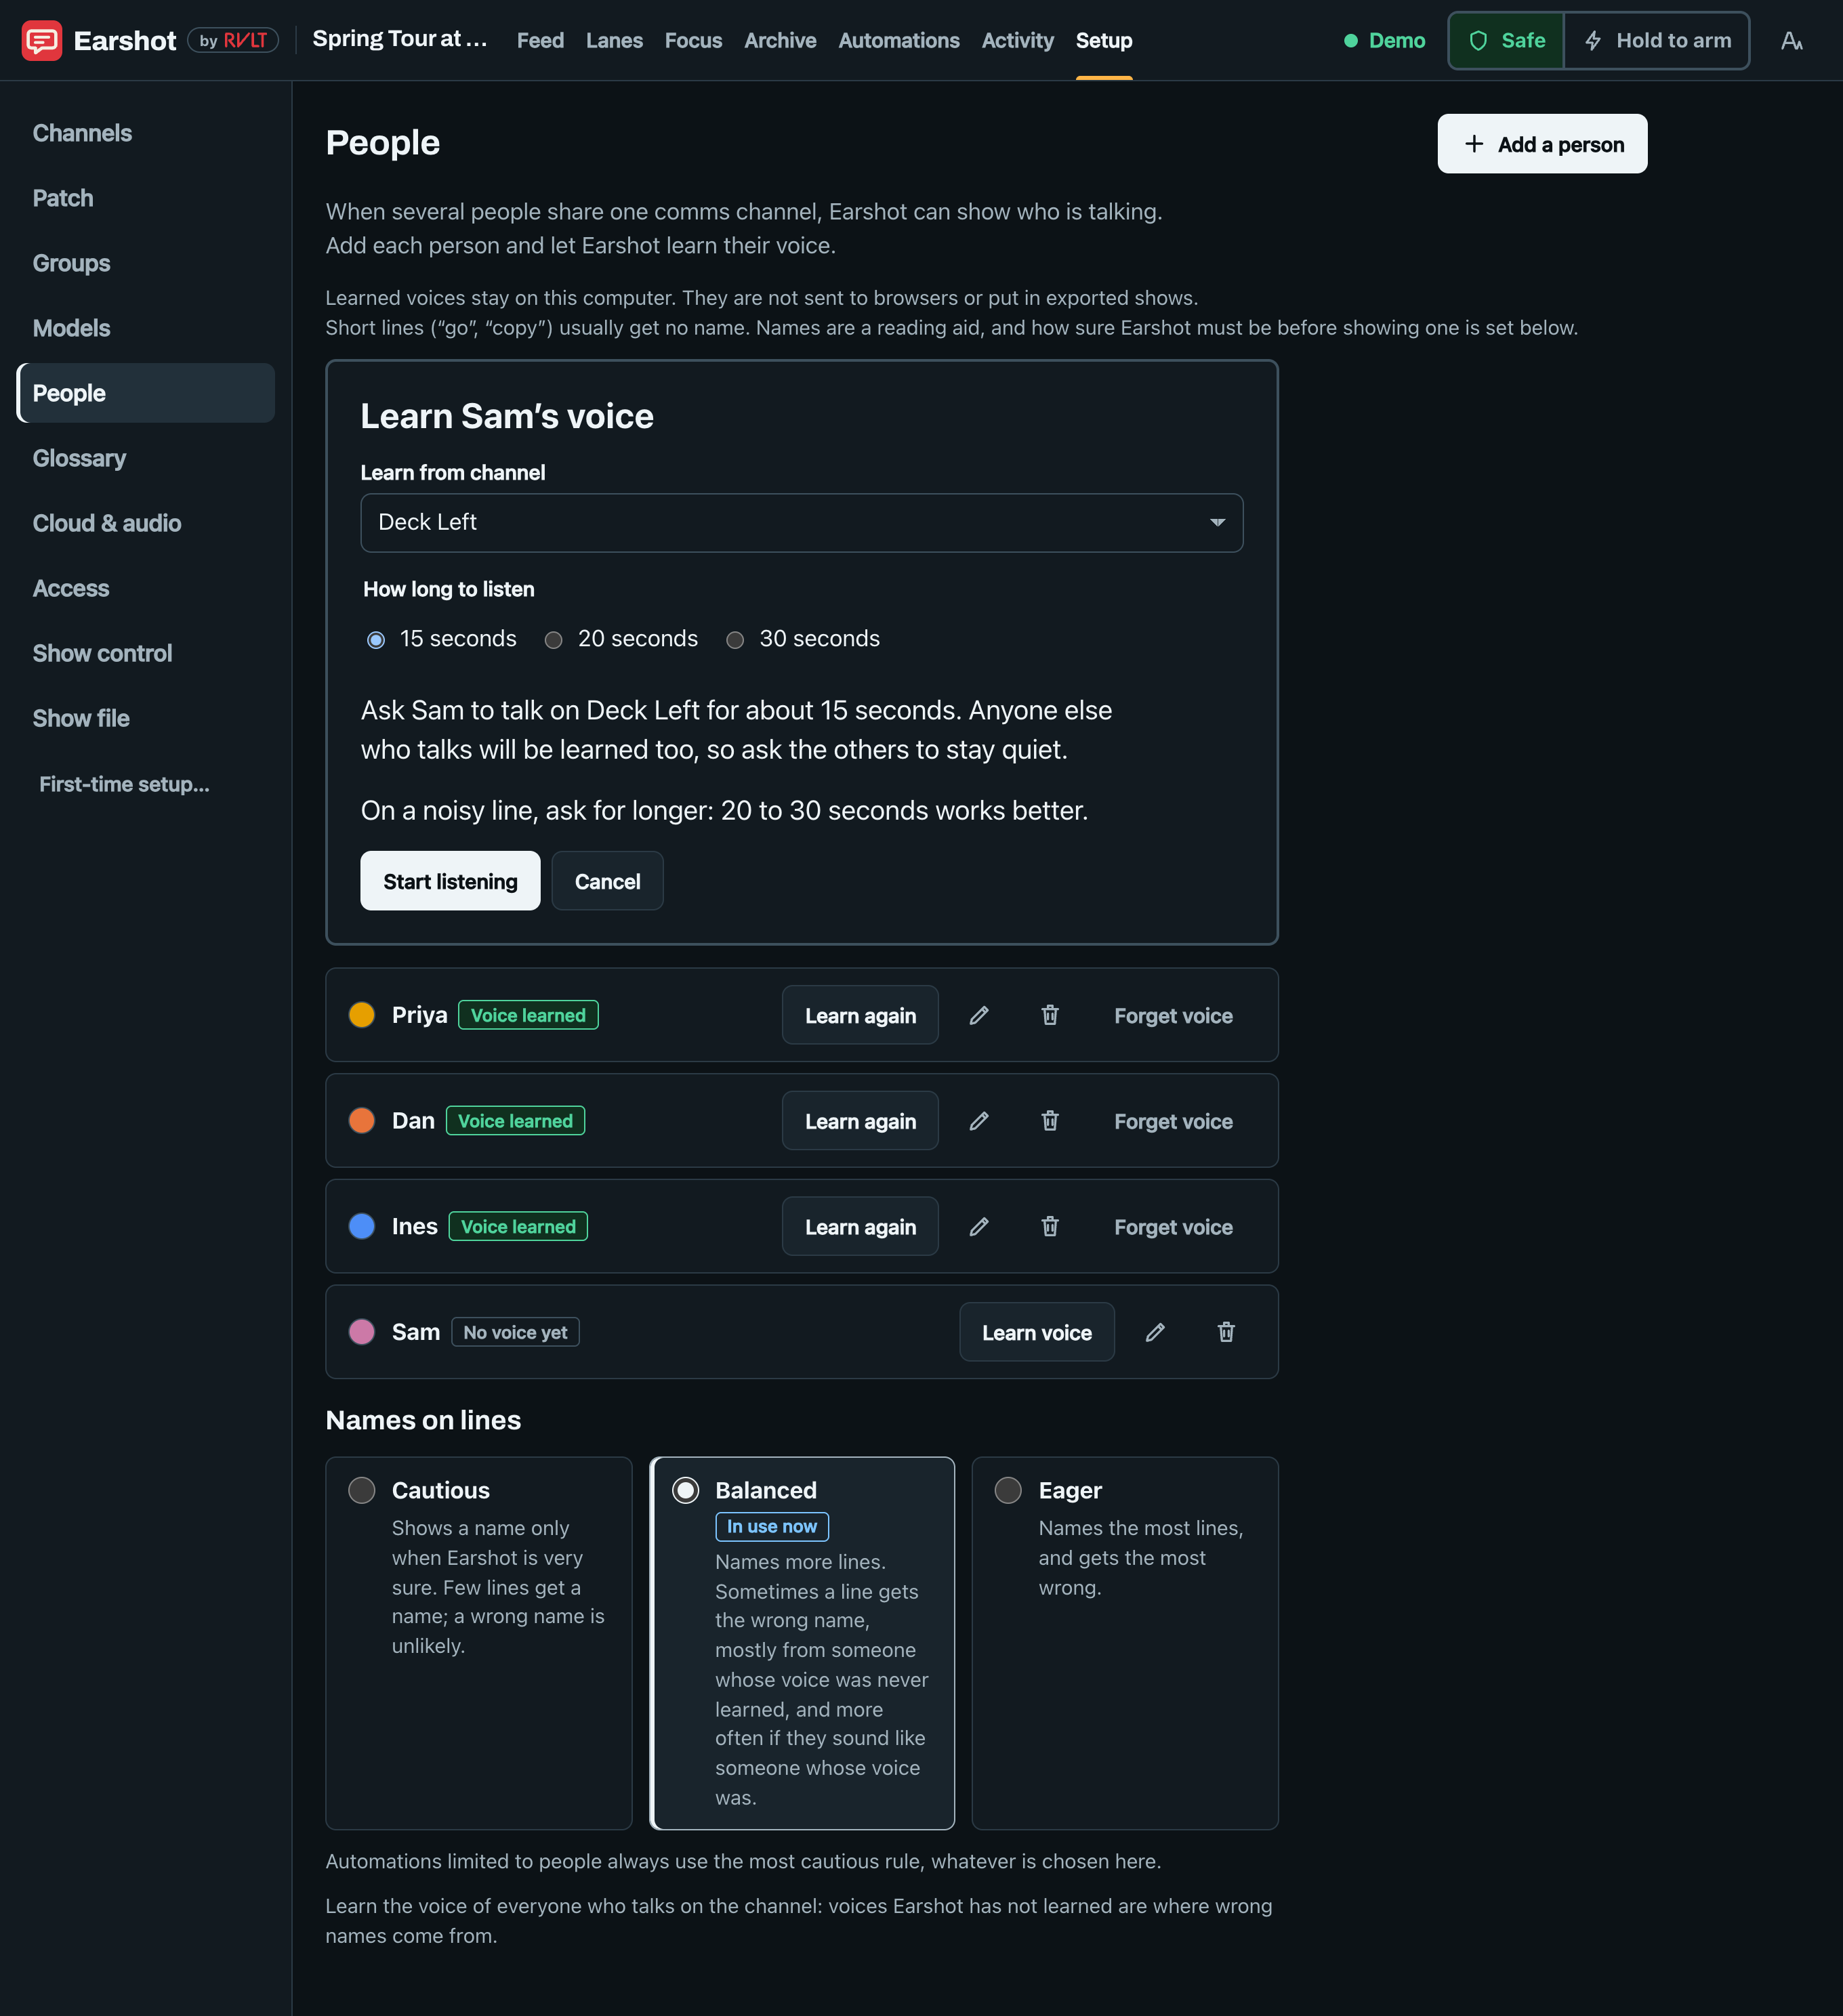 Earshot by RVLT Spring Tour at ... Feed Lanes Focus Archive Automations Activity Setup Demo Safe Hold to arm
Channels
Patch
Groups
Models
People
Glossary
Cloud & audio
Access
Show control
Show file
First-time setup...
People
Add a person
When several people share one comms channel, Earshot can show who is talking.
Add each person and let Earshot learn their voice.
Learned voices stay on this computer. They are not sent to browsers or put in exported shows.
Short lines (“go”, “copy”) usually get no name. Names are a reading aid, and how sure Earshot must be before showing one is set below.
Learn Sam’s voice
Learn from channel
Deck Left
How long to listen
15 seconds 20 seconds 30 seconds
Ask Sam to talk on Deck Left for about 15 seconds. Anyone else
who talks will be learned too, so ask the others to stay quiet.
On a noisy line, ask for longer: 20 to 30 seconds works better.
Start listening Cancel
Priya Voice learned Learn again Forget voice
Dan Voice learned Learn again Forget voice
Ines Voice learned Learn again Forget voice
Sam No voice yet Learn voice
Names on lines
Cautious
Shows a name only
when Earshot is very
sure. Few lines get a
name; a wrong name is
unlikely.
Balanced
In use now
Names more lines.
Sometimes a line gets
the wrong name,
mostly from someone
whose voice was never
learned, and more
often if they sound like
someone whose voice
was.
Eager
Names the most lines,
and gets the most
wrong.
Automations limited to people always use the most cautious rule, whatever is chosen here.
Learn the voice of everyone who talks on the channel: voices Earshot has not learned are where wrong
names come from.